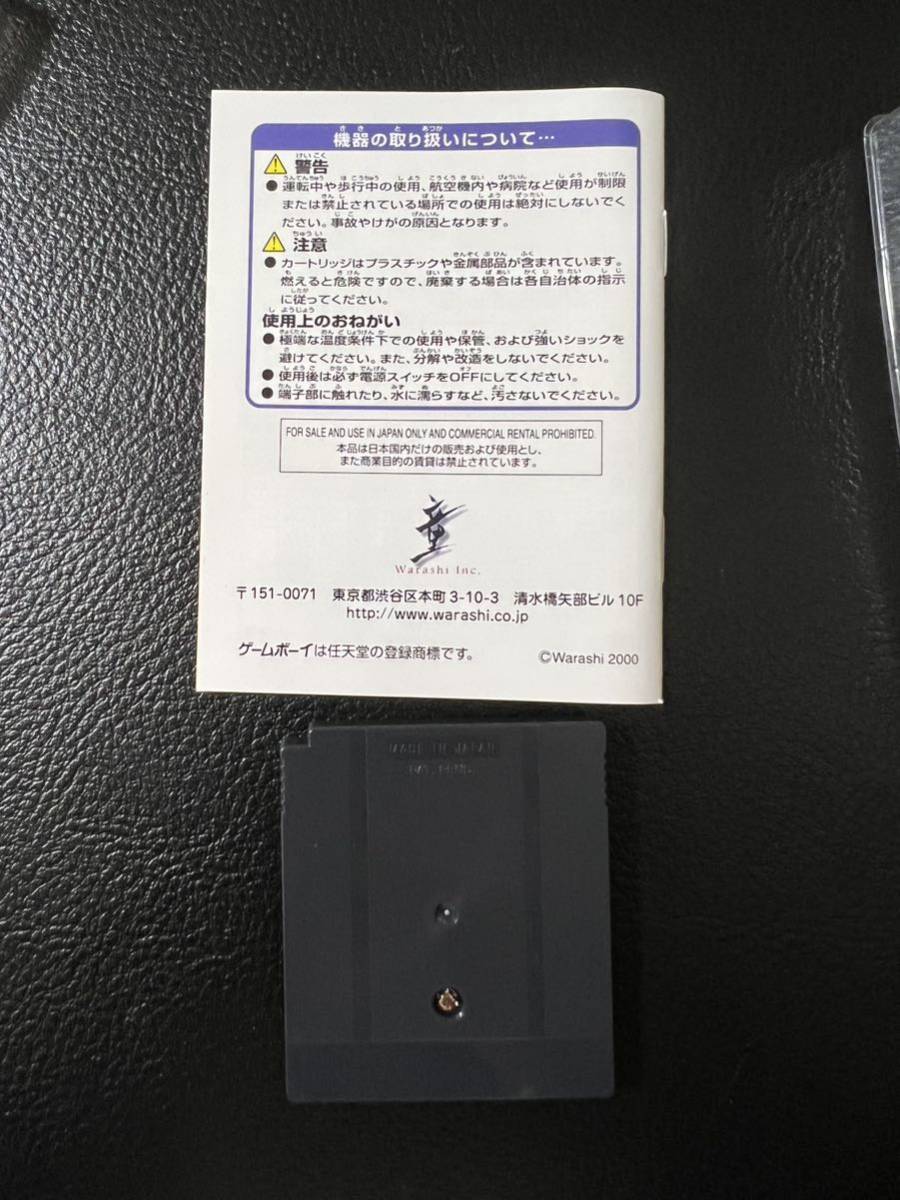 機器の取り扱いについて…
警告
● 運転中や歩行中の使用、航空機内や病院など使用が制限
または禁止されている場所での使用は絶対にしないでく
ださい。事故やけがの原因となります。
注意
● カートリッジはプラスチックや金属部品が含まれています。
燃えると危険ですので、廃棄する場合は各自治体の指示
に従ってください。
使用上のおねがい
● 極端な温度条件下での使用や保管、および強いショックを
避けてください。また、分解や改造をしないでください。
● 使用後は必ず電源スイッチをOFFにしてください。
● 端子部に触れたり、水に濡らすなど、汚さないでください。
FOR SALE AND USE IN JAPAN ONLY AND COMMERCIAL RENTAL PROHIBITED.
本品は日本国内だけの販売および使用とし、
また商業目的の賃貸は禁止されています。
童
Warashi Inc.
〒151-0071 東京都渋谷区本町3-10-3 清水橋矢部ビル10F
http://www.warashi.co.jp
ゲームボーイは任天堂の登録商標です。
©Warashi 2000
MADE IN JAPAN
PAT. PEND.